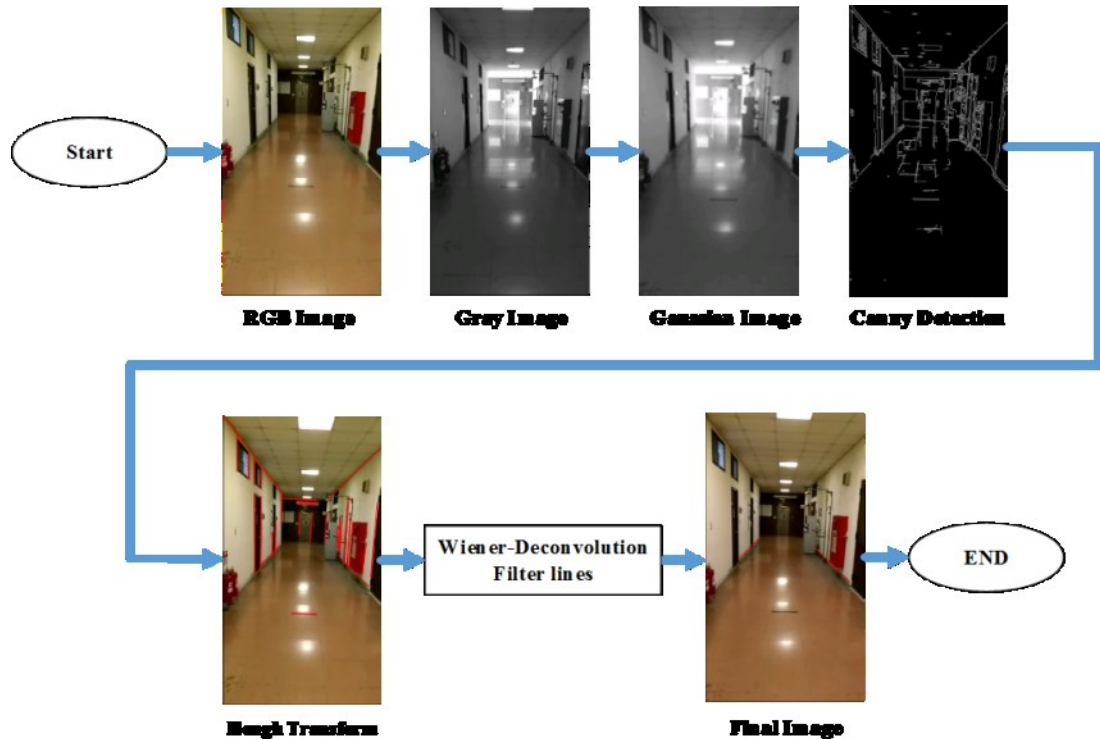 Start
RGB Image
Gray Image
Gaussian Image
Canny Detection
Wiener-Deconvolution
Filter lines
END
Hough Transform
Final Image